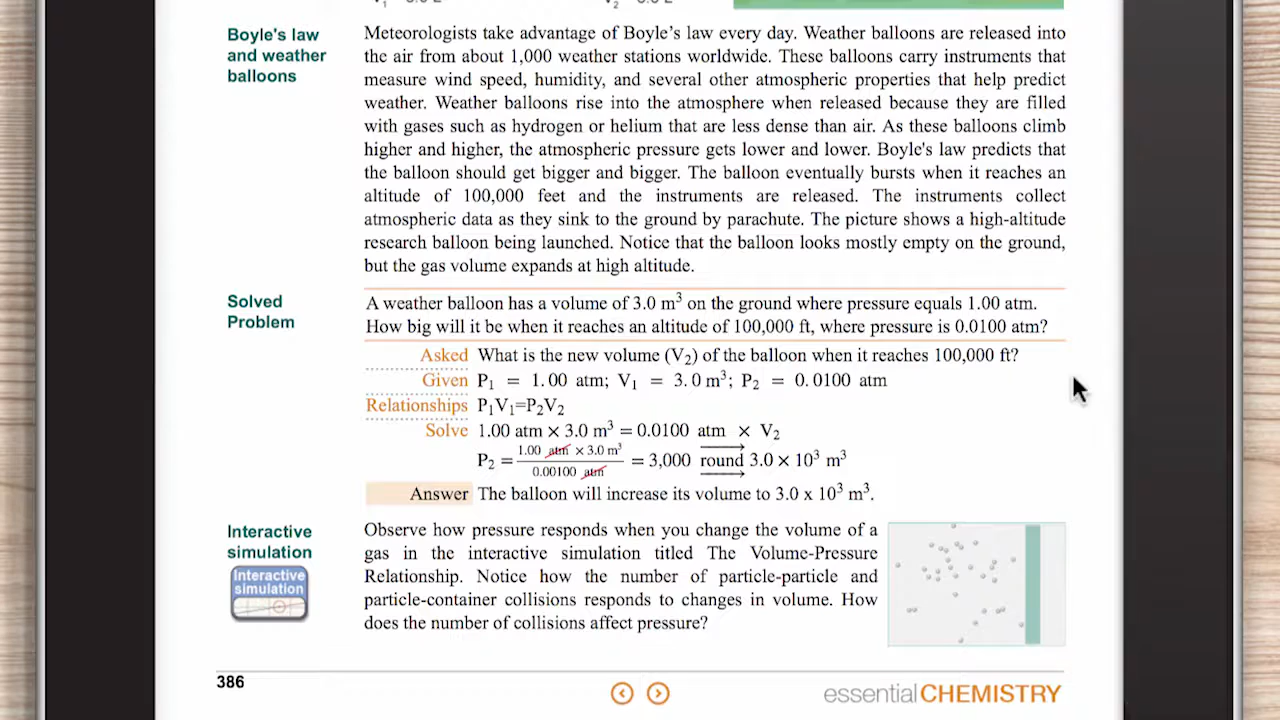 Boyle's law
and weather
balloons
Meteorologists take advantage of Boyle's law every day. Weather balloons are released into
the air from about 1,000 weather stations worldwide. These balloons carry instruments that
measure wind speed, humidity, and several other atmospheric properties that help predict
weather. Weather balloons rise into the atmosphere when released because they are filled
with gases such as hydrogen or helium that are less dense than air. As these balloons climb
higher and higher, the atmospheric pressure gets lower and lower. Boyle's law predicts that
the balloon should get bigger and bigger. The balloon eventually bursts when it reaches an
altitude of 100,000 and the instruments are released. The instruments collect
atmospheric data as they sink to the ground by parachute. The picture shows a high-altitude
research balloon being launched. Notice that the balloon looks mostly empty on the ground,
but the gas volume expands at high altitude.
Solved
Problem
A weather balloon has a volume of 3.0 m³ on the ground where pressure equals 1.00 atm.
How big will it be when it reaches an altitude of 100,000 ft, where pressure is 0.0100 atm?
Asked What is the new volume (V₂) of the balloon when it reaches 100,000 ft?
Given P₁ = 1.00 atm; V₁ = 3.0 m³; P₂ = 0.0100 atm
Relationships P₁V₁=P₂V₂
Solve 1.00 atm × 3.0 m³ = 0.0100 atm × V₂
1.00 atm × 3.0 m³
P₂ = = 3,000 round 3.0 × 10³ m³
0.00100 atm
Answer The balloon will increase its volume to 3.0 x 10³ m³.
Interactive
simulation
Interactive
simulation
Observe how pressure responds when you change the volume of a
gas in the interactive simulation titled The Volume-Pressure
Relationship. Notice how the number of particle-particle and
particle-container collisions responds to changes in volume. How
does the number of collisions affect pressure?
386
essentialCHEMISTRY